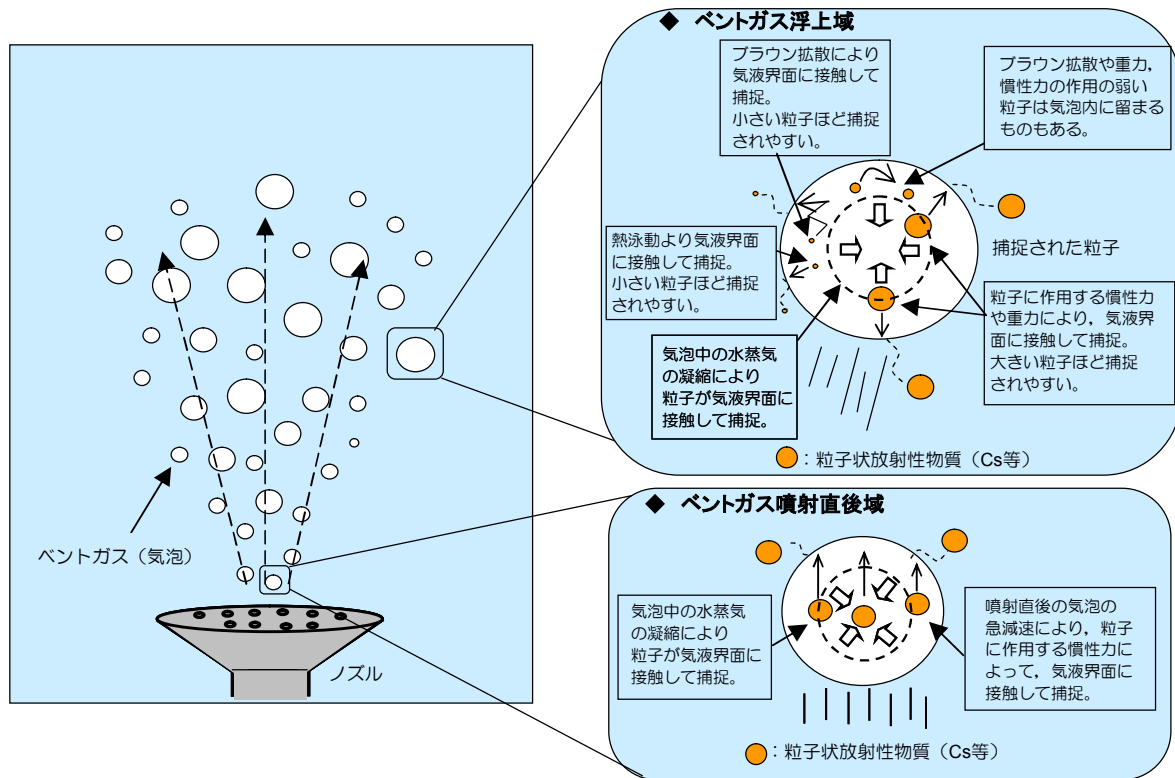 ◆ ベントガス浮上域
ブラウン拡散により
気液界面に接触して
捕捉。
小さい粒子ほど捕捉
されやすい。
ブラウン拡散や重力，
慣性力の作用の弱い
粒子は気泡内に留まる
ものもある。
熱泳動より気液界面
に接触して捕捉。
小さい粒子ほど捕捉
されやすい。
捕捉された粒子
気泡中の水蒸気
の凝縮により
粒子が気液界面に
接触して捕捉。
粒子に作用する慣性力
や重力により，気液界
面に接触して捕捉。
大きい粒子ほど捕捉
されやすい。
：粒子状放射性物質（Cs等）
ベントガス（気泡）
ノズル
◆ ベントガス噴射直後域
気泡中の水蒸気
の凝縮により
粒子が気液界面に
接触して捕捉。
噴射直後の気泡の
急減速により，粒子
に作用する慣性力に
よって，気液界面に
接触して捕捉。
：粒子状放射性物質（Cs等）